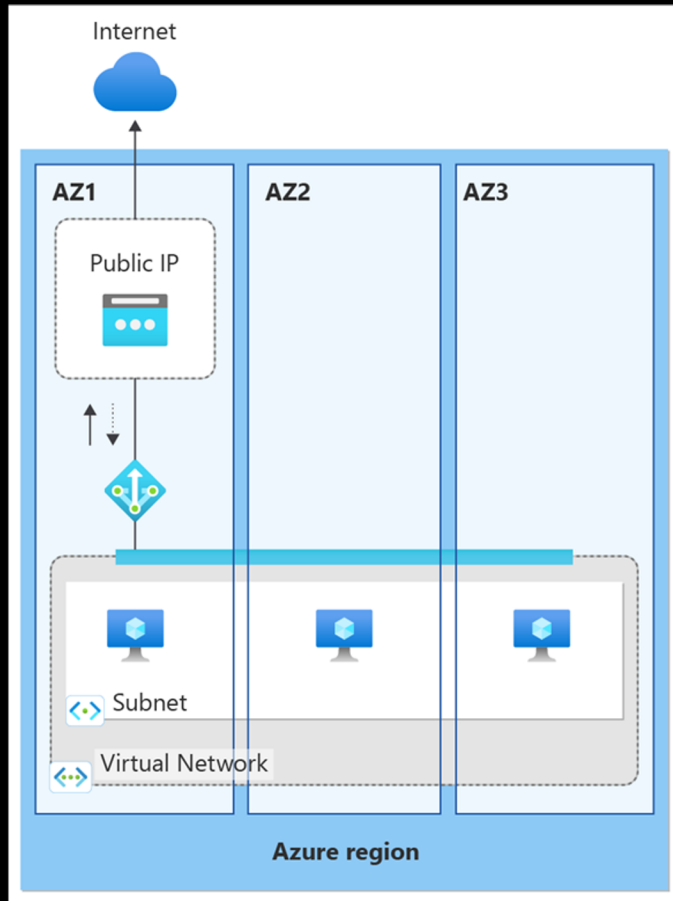 Internet
AZ1
AZ2
AZ3
Public IP
Subnet
Virtual Network
Azure region